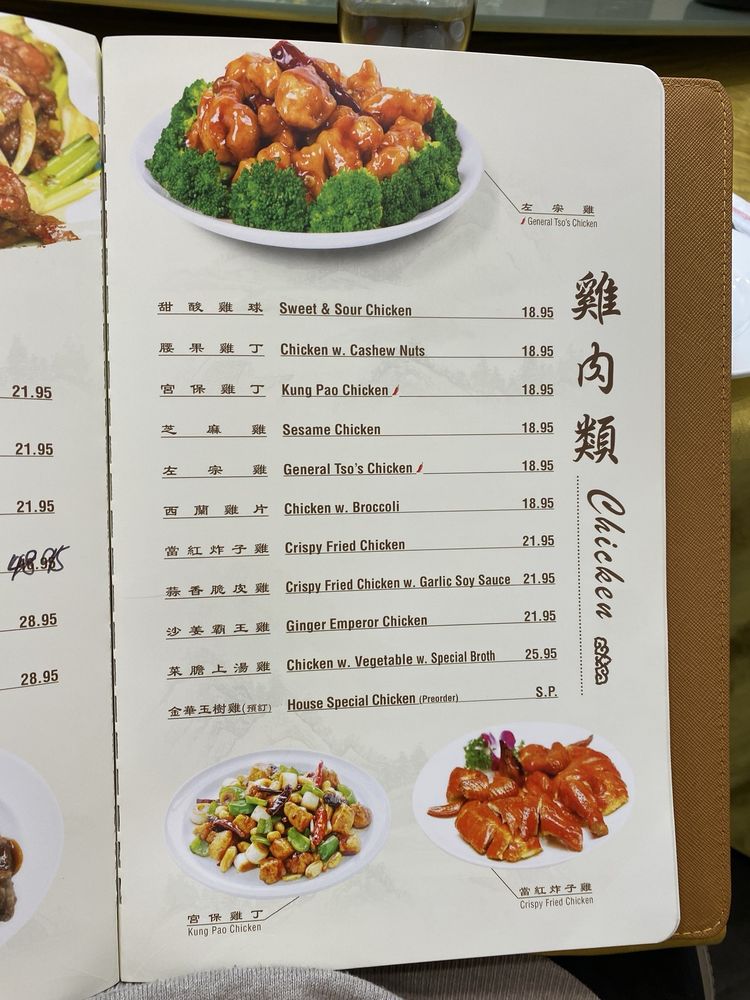 左宗雞
General Tso's Chicken
雞肉類 Chicken
甜酸雞球 Sweet & Sour Chicken 18.95
腰果雞丁 Chicken w. Cashew Nuts 18.95
宮保雞丁 Kung Pao Chicken 18.95
芝麻雞 Sesame Chicken 18.95
左宗雞 General Tso's Chicken 18.95
西蘭雞片 Chicken w. Broccoli 18.95
當紅炸子雞 Crispy Fried Chicken 21.95
蒜香脆皮雞 Crispy Fried Chicken w. Garlic Soy Sauce 21.95
沙姜霸王雞 Ginger Emperor Chicken 21.95
菜膽上湯雞 Chicken w. Vegetable w. Special Broth 25.95
金華玉樹雞(預訂) House Special Chicken (Preorder) S.P.
宮保雞丁
Kung Pao Chicken
當紅炸子雞
Crispy Fried Chicken
21.95
21.95
21.95
28.95
28.95